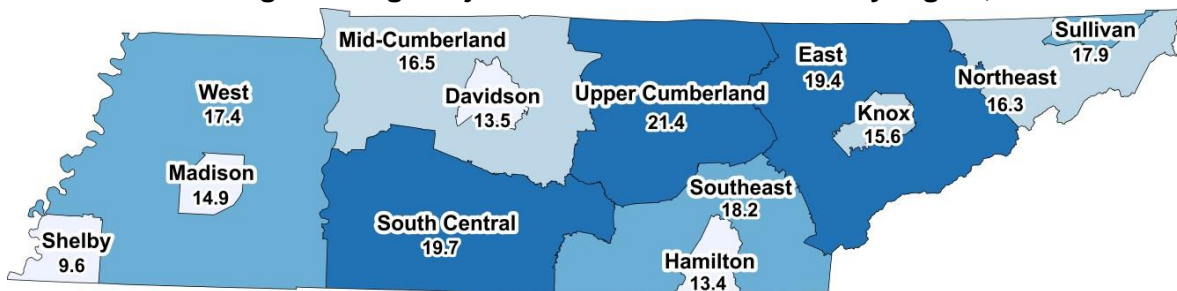 Mid-Cumberland
16.5
Davidson
13.5
West
17.4
Madison
14.9
Shelby
9.6
South Central
19.7
Upper Cumberland
21.4
East
19.4
Knox
15.6
Sullivan
17.9
Northeast
16.3
Southeast
18.2
Hamilton
13.4